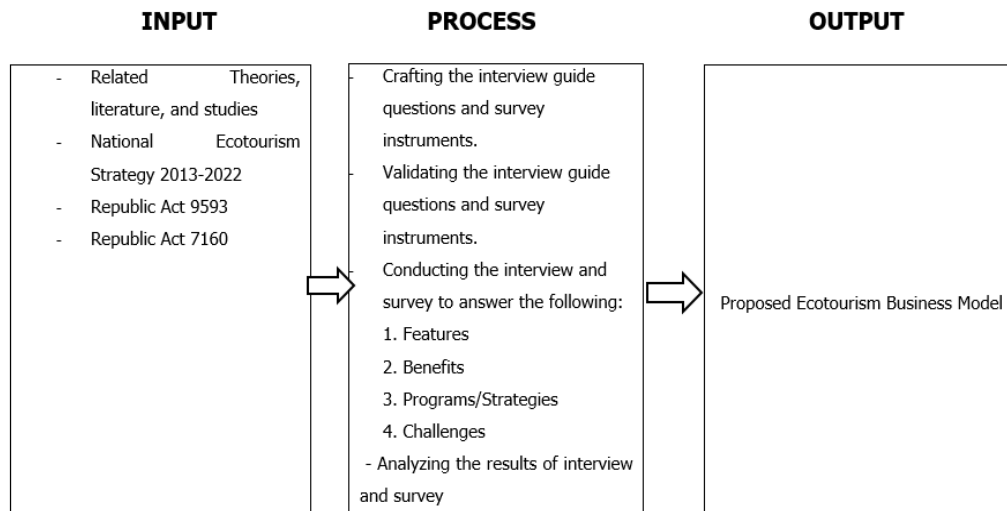 INPUT
- Related Theories,
literature, and studies
- National Ecotourism
Strategy 2013-2022
- Republic Act 9593
- Republic Act 7160
PROCESS
- Crafting the interview guide
questions and survey
instruments.
- Validating the interview guide
questions and survey
instruments.
- Conducting the interview and
survey to answer the following:
1. Features
2. Benefits
3. Programs/Strategies
4. Challenges
- Analyzing the results of interview
and survey
OUTPUT
Proposed Ecotourism Business Model